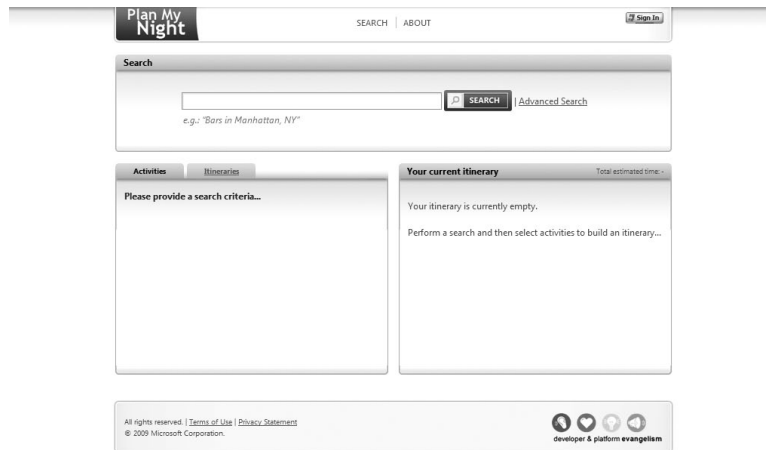 Plan My
Night
SEARCH | ABOUT
Sign In
Search
SEARCH | Advanced Search
e.g.: "Bars in Manhattan, NY"
Activities Itineraries
Please provide a search criteria...
Your current itinerary Total estimated time: -
Your itinerary is currently empty.
Perform a search and then select activities to build an itinerary...
All rights reserved. | Terms of Use | Privacy Statement
© 2009 Microsoft Corporation.
developer & platform evangelism